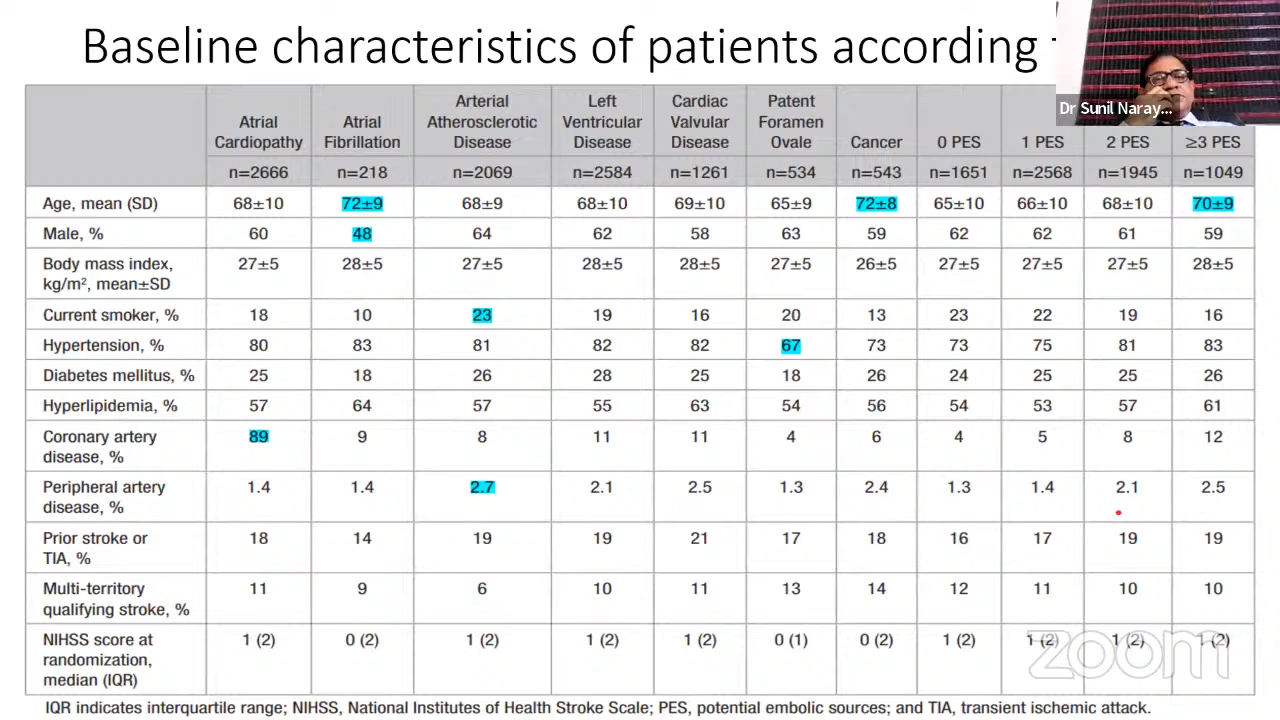 Baseline characteristics of patients according
Dr Sunil Naray...
Atrial Cardiopathy Atrial Fibrillation Arterial Atherosclerotic Disease Left Ventricular Disease Cardiac Valvular Disease Patent Foramen Ovale Cancer 0 PES 1 PES 2 PES ≥3 PES
n=2666 n=218 n=2069 n=2584 n=1261 n=534 n=543 n=1651 n=2568 n=1945 n=1049
Age, mean (SD) 68±10 72±9 68±9 68±10 69±10 65±9 72±8 65±10 66±10 68±10 70±9
Male, % 60 48 64 62 58 63 59 62 62 61 59
Body mass index, kg/m², mean±SD 27±5 28±5 27±5 28±5 28±5 27±5 26±5 27±5 27±5 27±5 28±5
Current smoker, % 18 10 23 19 16 20 13 23 22 19 16
Hypertension, % 80 83 81 82 82 67 73 73 75 81 83
Diabetes mellitus, % 25 18 26 28 25 18 26 24 25 25 26
Hyperlipidemia, % 57 64 57 55 63 54 56 54 53 57 61
Coronary artery disease, % 89 9 8 11 11 4 6 4 5 8 12
Peripheral artery disease, % 1.4 1.4 2.7 2.1 2.5 1.3 2.4 1.3 1.4 2.1 2.5
Prior stroke or TIA, % 18 14 19 19 21 17 18 16 17 19 19
Multi-territory qualifying stroke, % 11 9 6 10 11 13 14 12 11 10 10
NIHSS score at randomization, median (IQR) 1 (2) 0 (2) 1 (2) 1 (2) 1 (2) 0 (1) 0 (2) 1 (2) 1 (2) 1 (2) 1 (2)
zoom
IQR indicates interquartile range; NIHSS, National Institutes of Health Stroke Scale; PES, potential embolic sources; and TIA, transient ischemic attack.